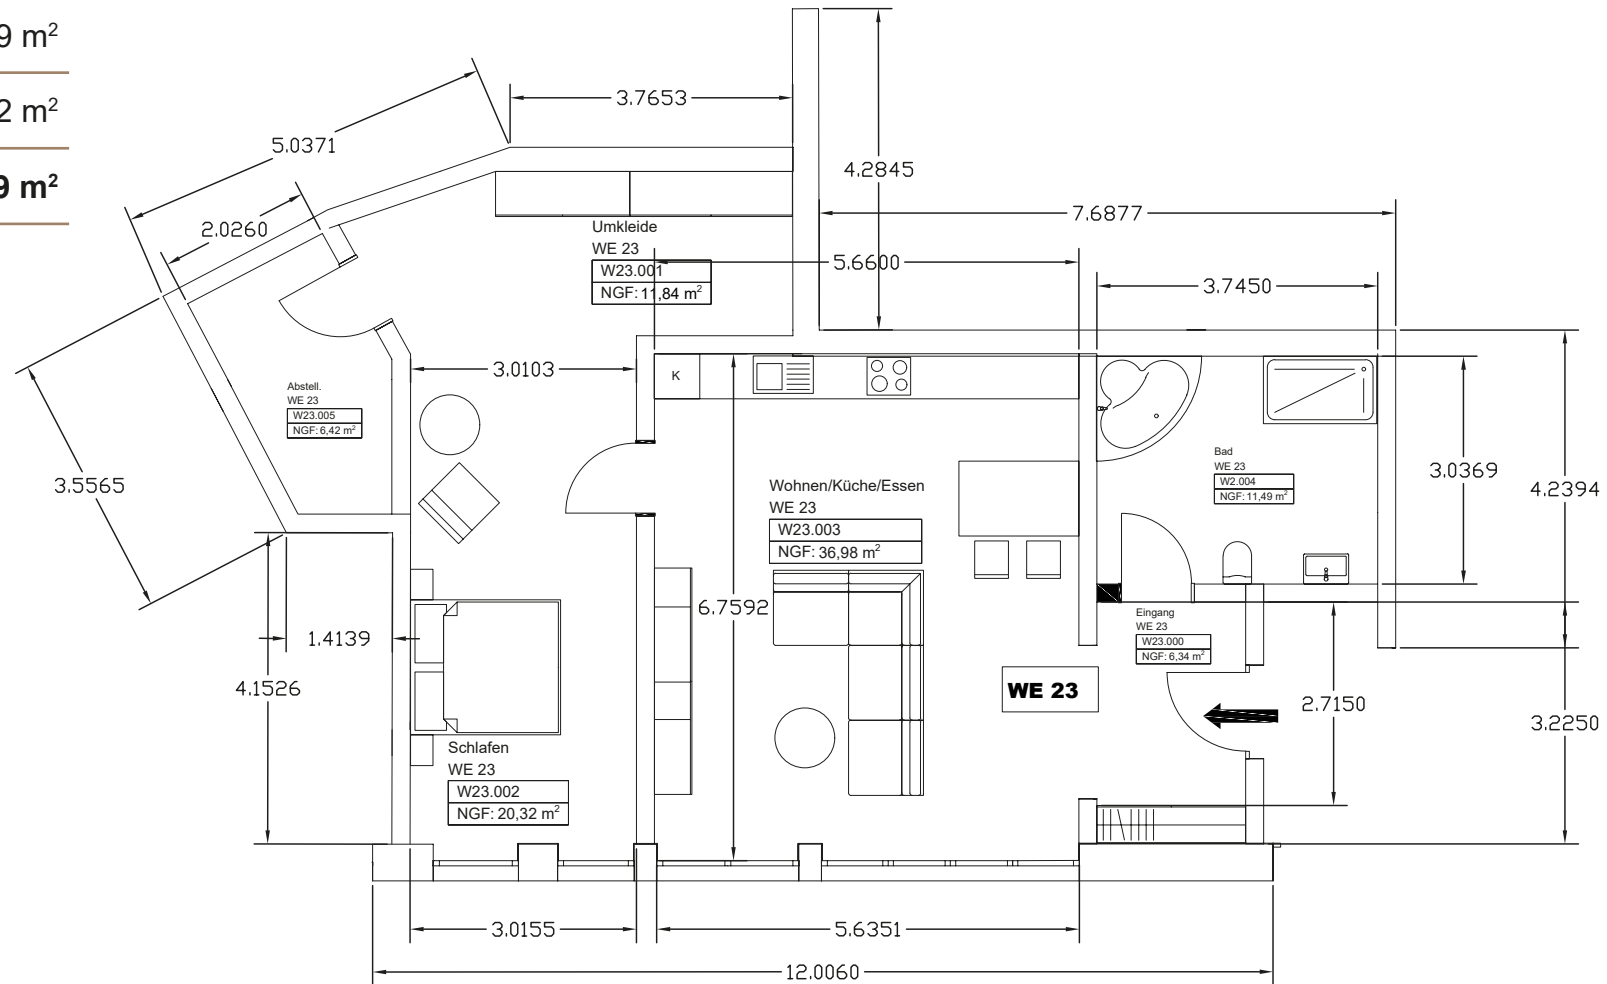 9 m²
2 m²
9 m²
3.7653
5.0371
4.2845
7.6877
2.0260
Umkleide
WE 23
W23.001
NGF: 11,84 m²
5.6600
3.7450
3.0103
K
Abstell.
WE 23
W23.005
NGF: 6,42 m²
3.5565
Wohnen/Küche/Essen
WE 23
W23.003
NGF: 36,98 m²
Bad
WE 23
W2.004
NGF: 11,49 m²
3.0369
4.2394
6.7592
1.4139
4.1526
Eingang
WE 23
W23.000
NGF: 6,34 m²
WE 23
2.7150
3.2250
Schlafen
WE 23
W23.002
NGF: 20,32 m²
3.0155
5.6351
12.0060